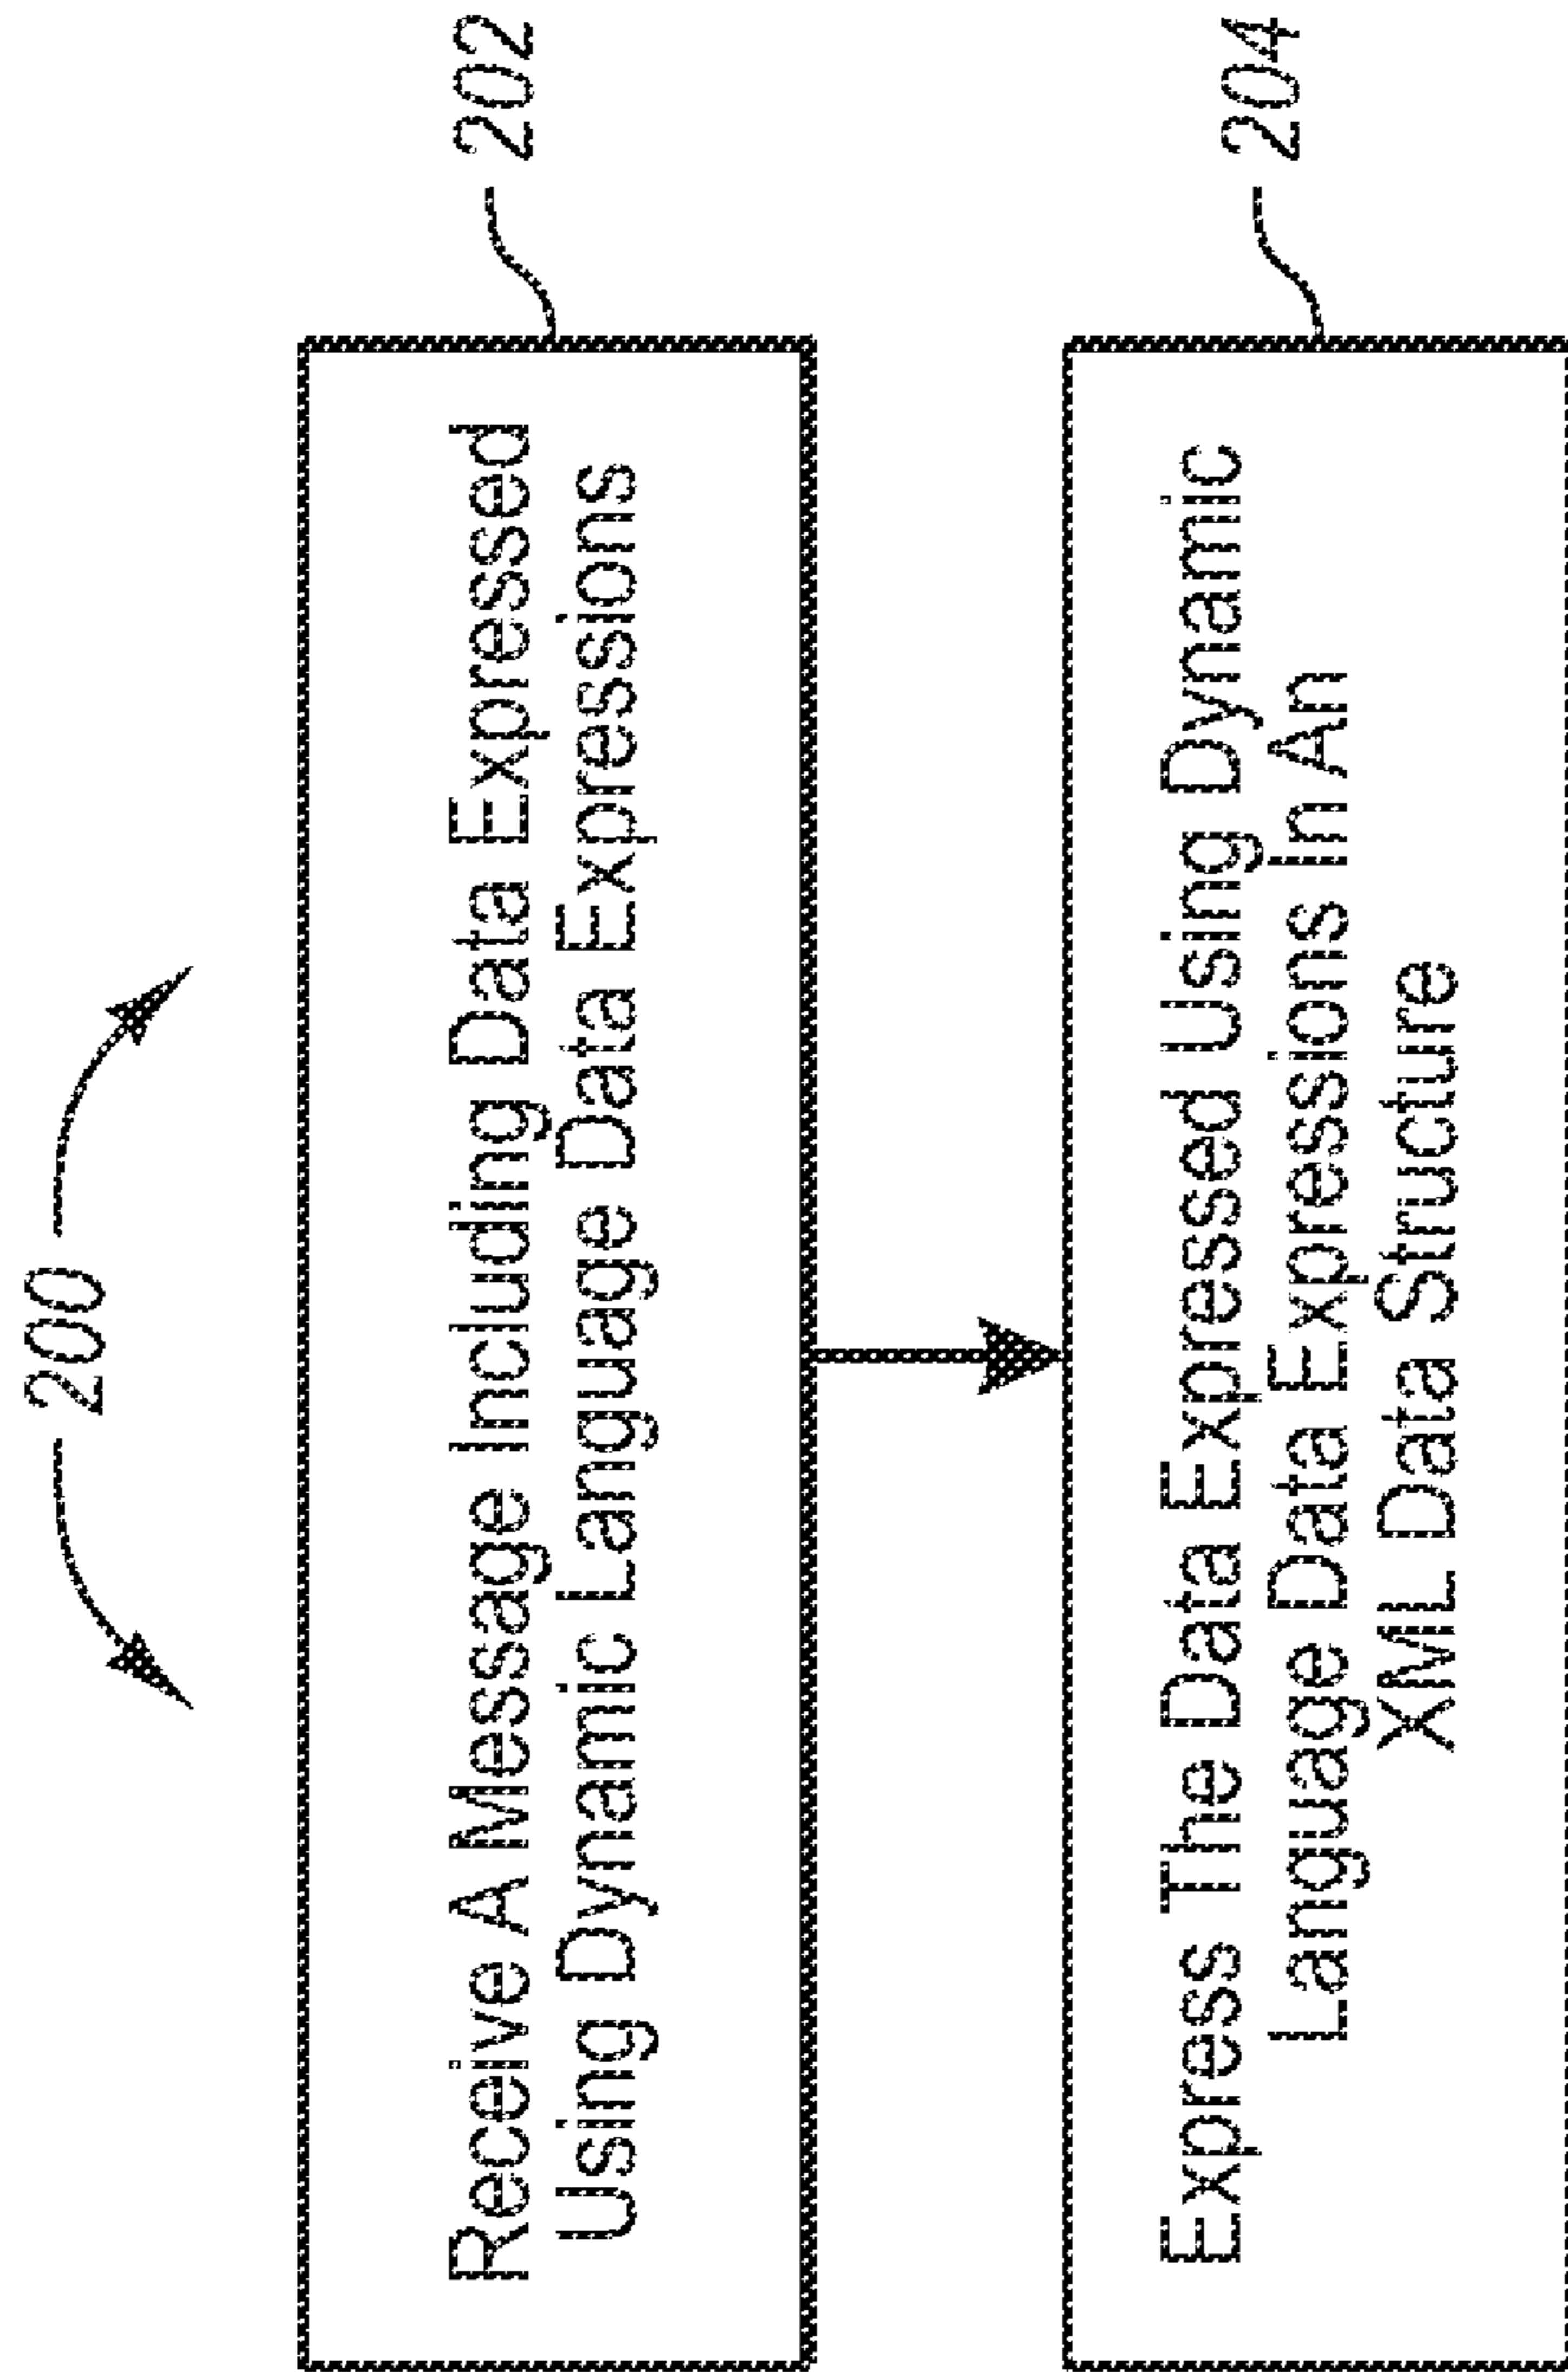 200
Receive A Message Including Data Expressed
Using Dynamic Language Data Expressions
202
Express The Data Expressed Using Dynamic
Language Data Expressions In An
XML Data Structure
204